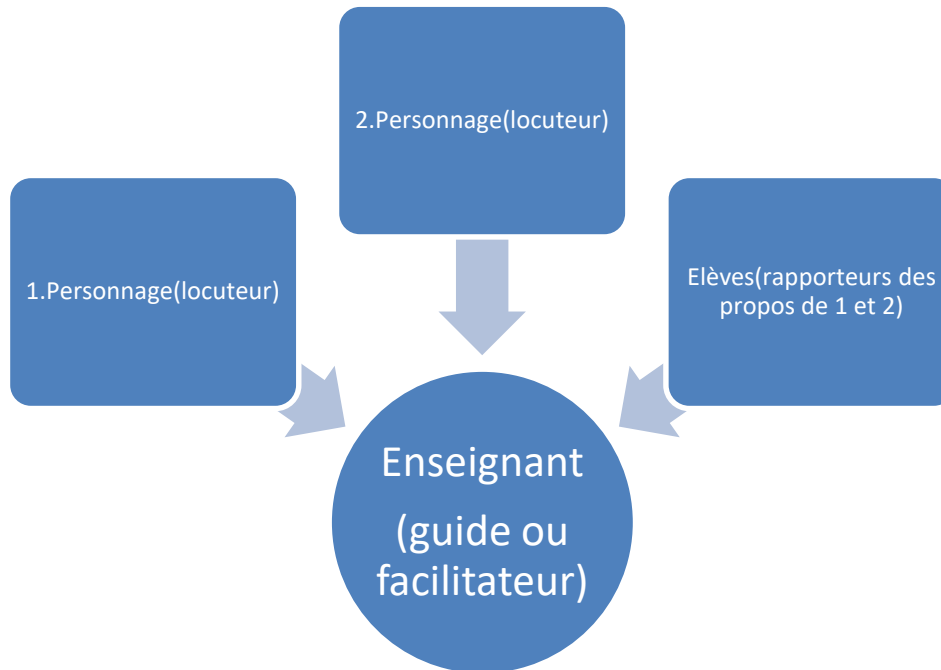 2.Personnage(locuteur)
1.Personnage(locuteur)
Elèves(rapporteurs des
propos de 1 et 2)
Enseignant
(guide ou
facilitateur)